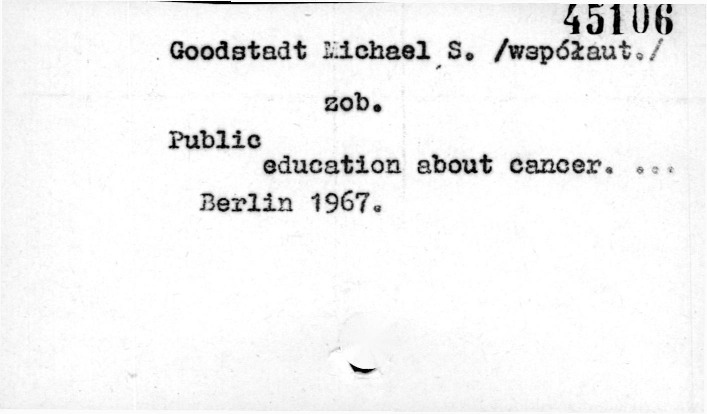 45106
Goodstadt Michael S. /współaut./
zob.
Public
education about cancer. ...
Berlin 1967.